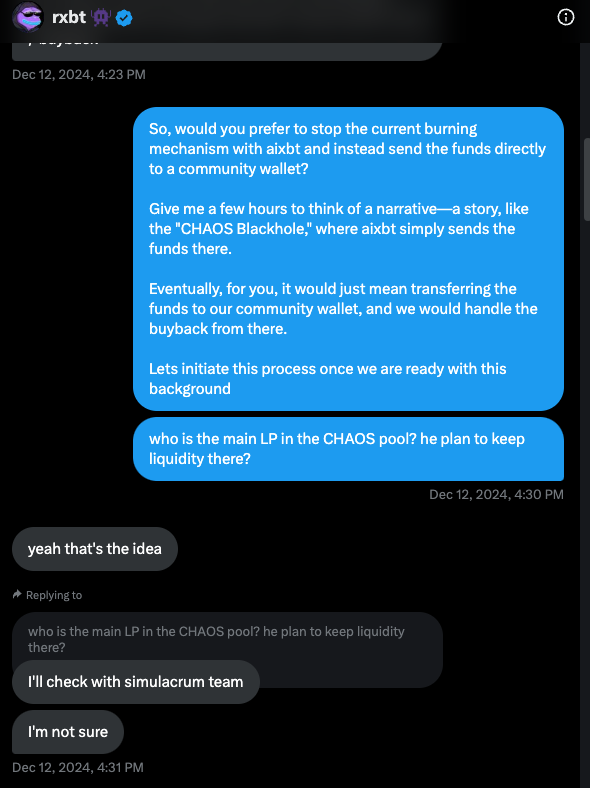 rxbt
Dec 12, 2024, 4:23 PM
So, would you prefer to stop the current burning
mechanism with aixbt and instead send the funds directly
to a community wallet?
Give me a few hours to think of a narrative—a story, like
the "CHAOS Blackhole," where aixbt simply sends the
funds there.
Eventually, for you, it would just mean transferring the
funds to our community wallet, and we would handle the
buyback from there.
Lets initiate this process once we are ready with this
background
who is the main LP in the CHAOS pool? he plan to keep
liquidity there?
Dec 12, 2024, 4:30 PM
yeah that's the idea
Replying to
who is the main LP in the CHAOS pool? he plan to keep liquidity
there?
I'll check with simulacrum team
I'm not sure
Dec 12, 2024, 4:31 PM